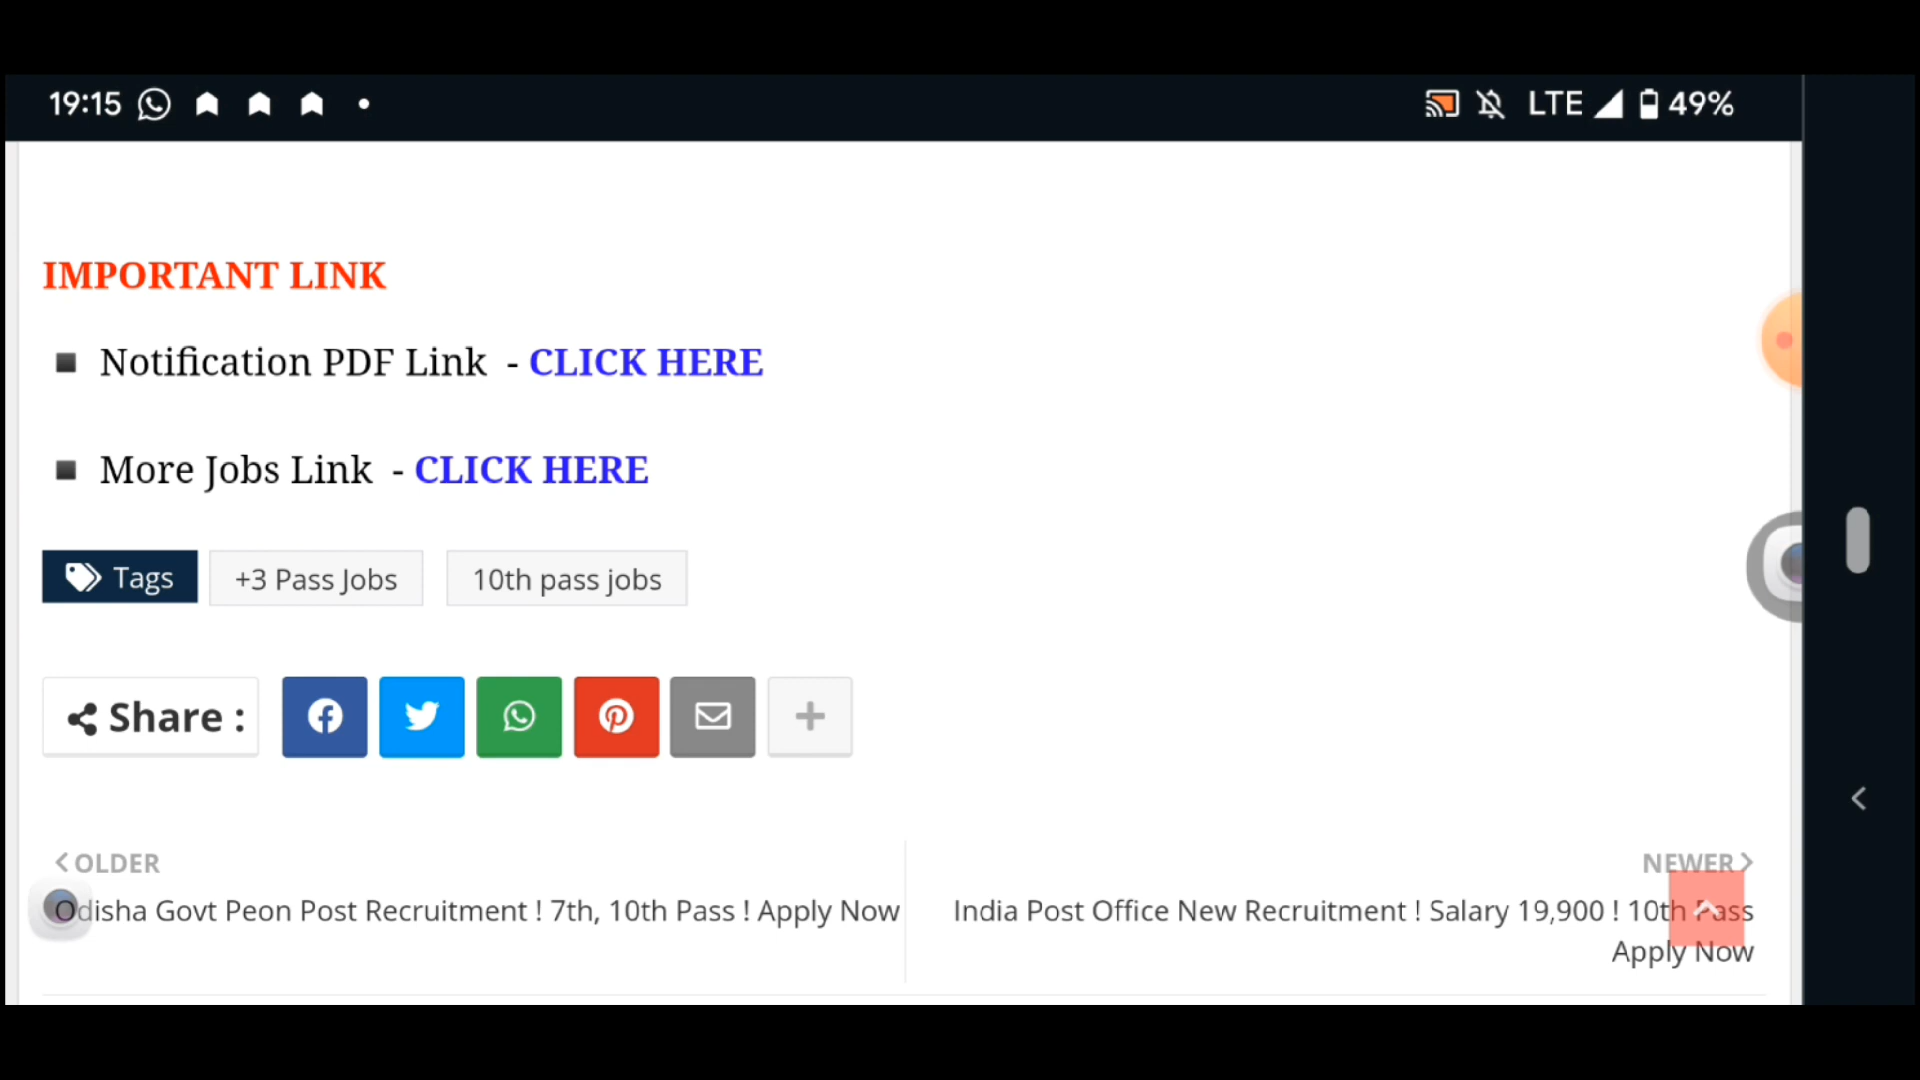 19:15 LTE 49%
IMPORTANT LINK
Notification PDF Link - CLICK HERE
More Jobs Link - CLICK HERE
Tags +3 Pass Jobs 10th pass jobs
Share :
OLDER
Odisha Govt Peon Post Recruitment ! 7th, 10th Pass ! Apply Now
NEWER
India Post Office New Recruitment ! Salary 19,900 ! 10th Pass
Apply Now